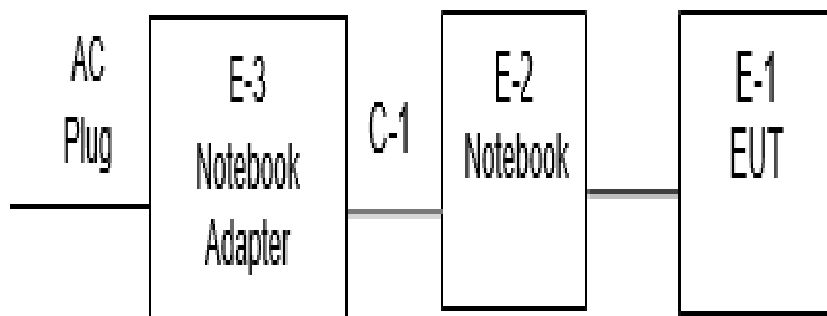 AC
Plug
E-3
Notebook
Adapter
C-1
E-2
Notebook
E-1
EUT